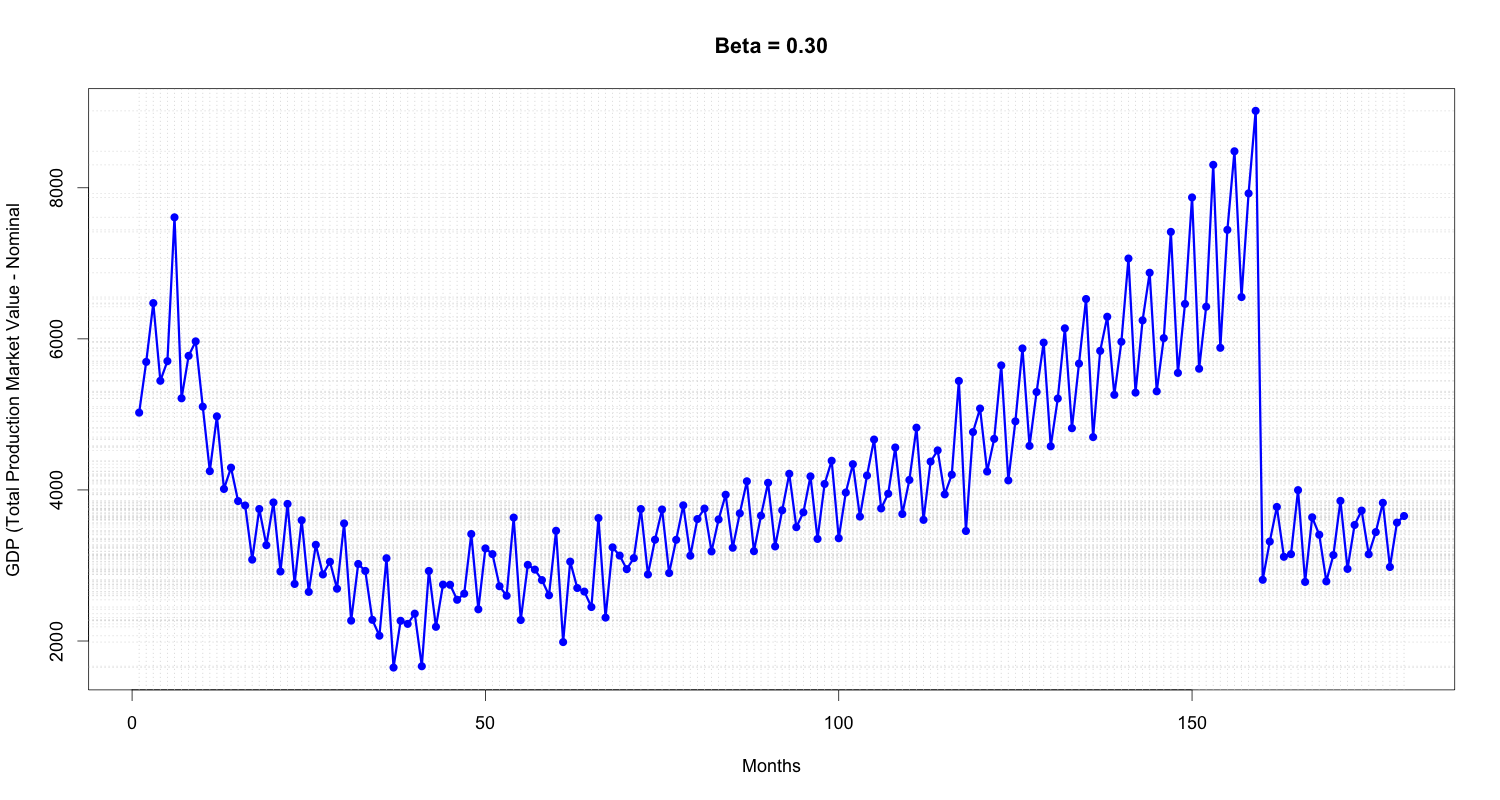 Beta = 0.30
GDP (Total Production Market Value - Nominal
8000
6000
4000
2000
0 50 100 150
Months